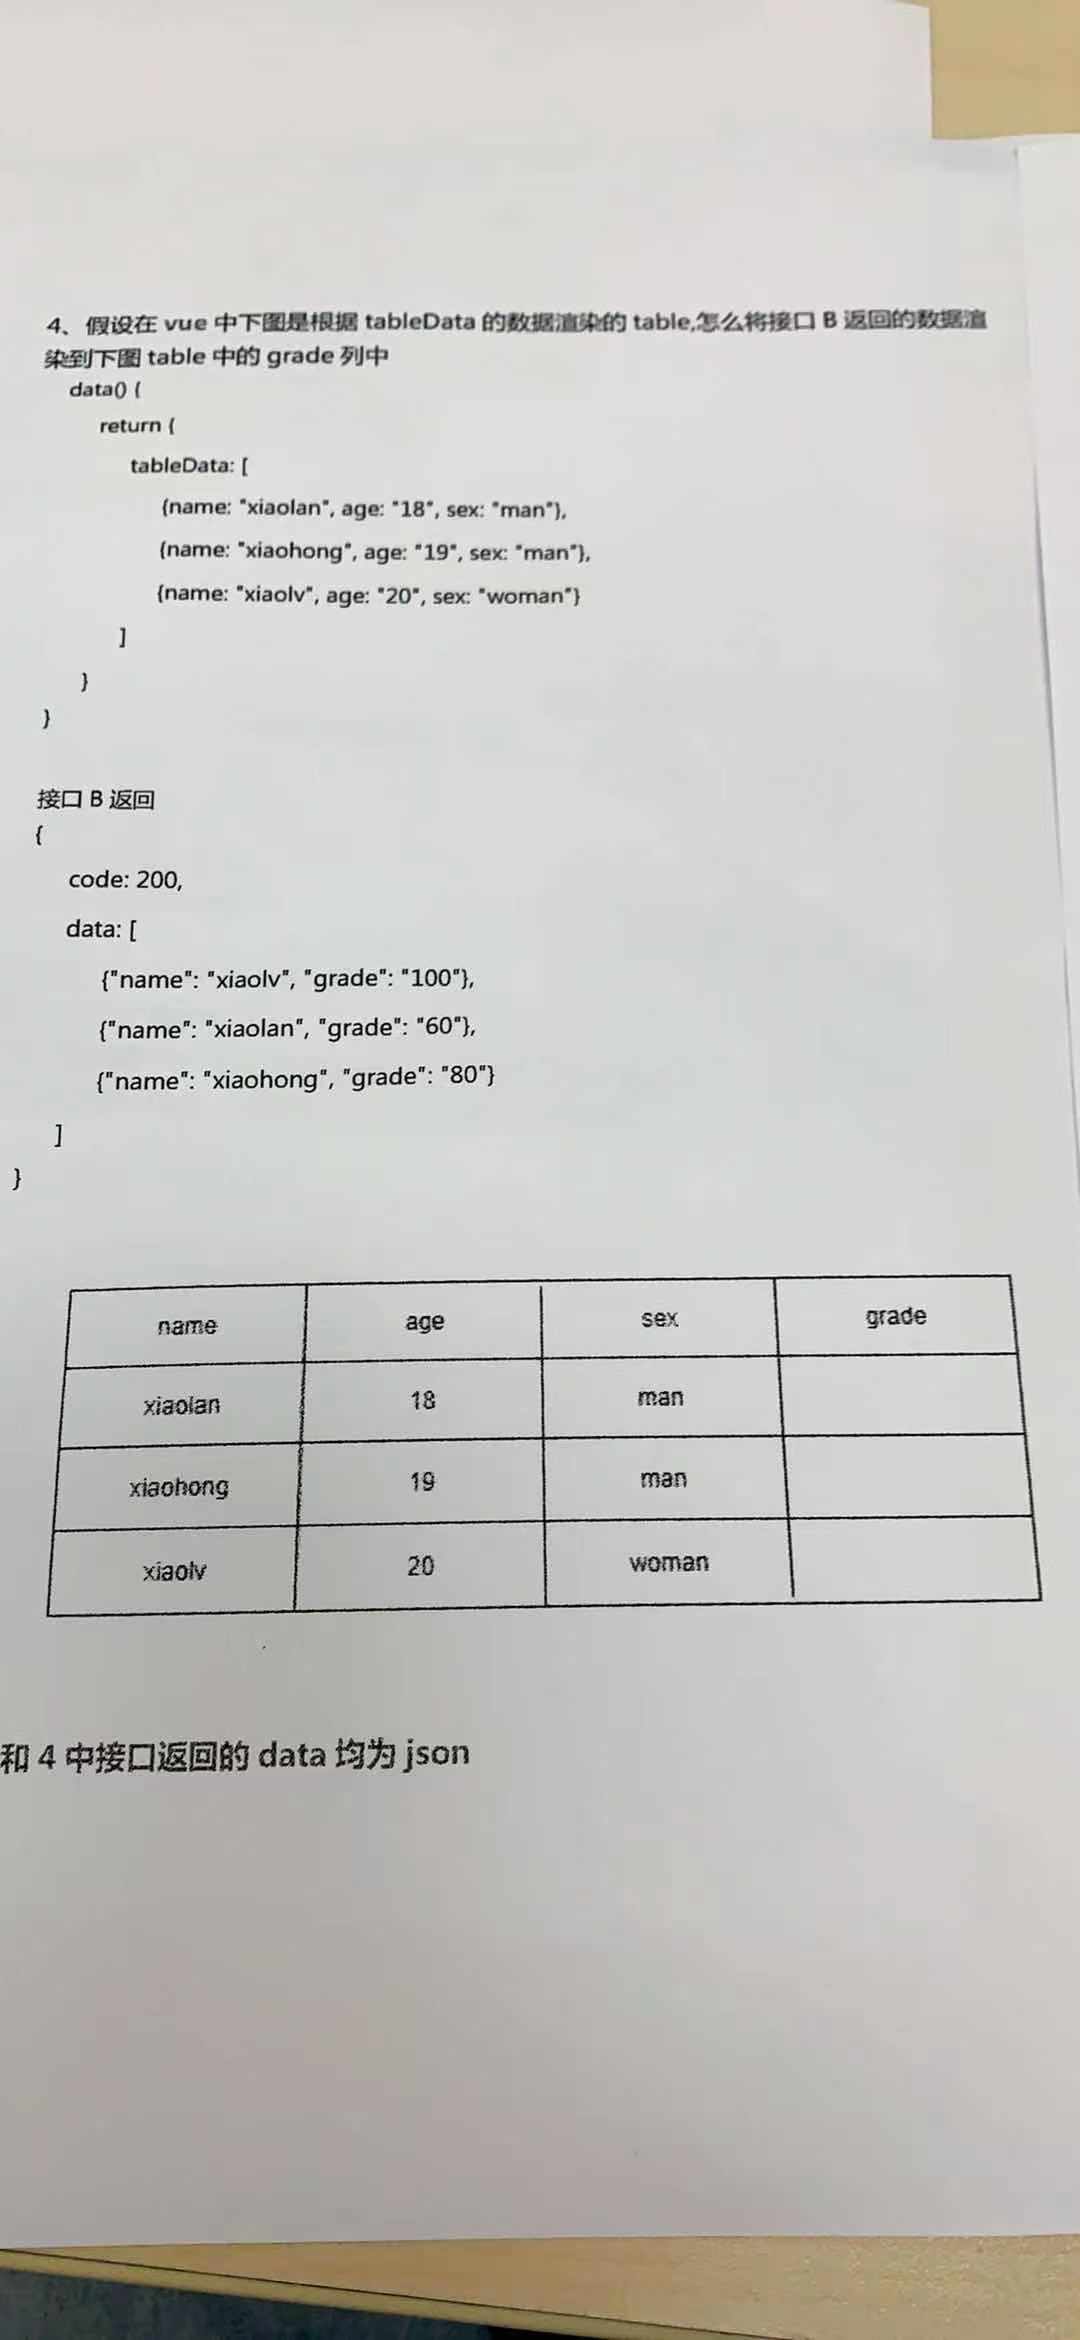 4、假设在 vue 中下图是根据 tableData 的数据渲染的 table,怎么将接口 B 返回的数据渲
染到下图 table 中的 grade 列中
data() {
return {
tableData: [
{name: "xiaolan", age: "18", sex: "man"},
{name: "xiaohong", age: "19", sex: "man"},
{name: "xiaolv", age: "20", sex: "woman"}
]
}
}
接口 B 返回
{
code: 200,
data: [
{"name": "xiaolv", "grade": "100"},
{"name": "xiaolan", "grade": "60"},
{"name": "xiaohong", "grade": "80"}
]
}
name age sex grade
xiaolan 18 man
xiaohong 19 man
xiaolv 20 woman
和 4 中接口返回的 data 均为 json